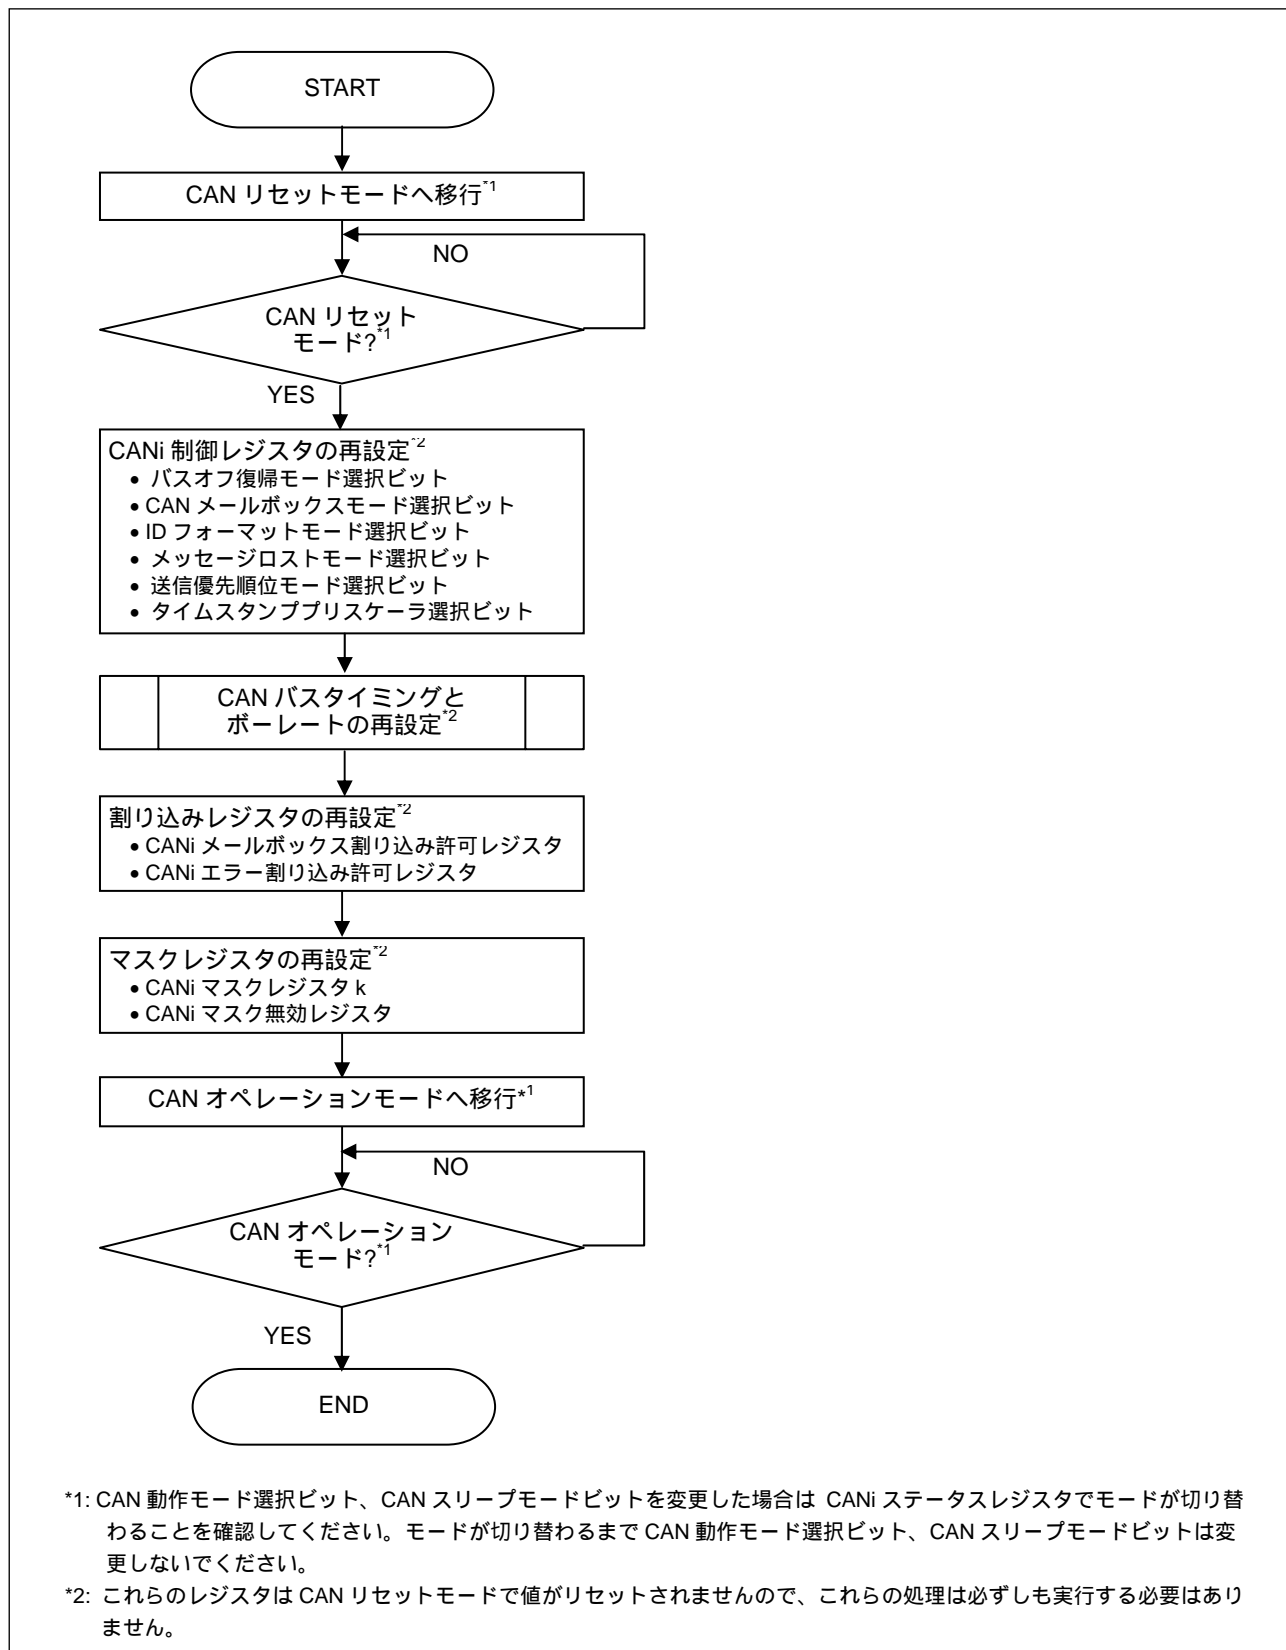 START
CAN リセットモードへ移行*1
NO
CAN リセット
モード?*1
YES
CANi 制御レジスタの再設定*2
• バスオフ復帰モード選択ビット
• CAN メールボックスモード選択ビット
• ID フォーマットモード選択ビット
• メッセージロストモード選択ビット
• 送信優先順位モード選択ビット
• タイムスタンププリスケーラ選択ビット
CAN バスタイミングと
ボーレートの再設定*2
割り込みレジスタの再設定*2
• CANi メールボックス割り込み許可レジスタ
• CANi エラー割り込み許可レジスタ
マスクレジスタの再設定*2
• CANi マスクレジスタ k
• CANi マスク無効レジスタ
CAN オペレーションモードへ移行*1
NO
CAN オペレーション
モード?*1
YES
END
*1: CAN 動作モード選択ビット、CAN スリープモードビットを変更した場合は CANi ステータスレジスタでモードが切り替
わることを確認してください。モードが切り替わるまで CAN 動作モード選択ビット、CAN スリープモードビットは変
更しないでください。
*2: これらのレジスタは CAN リセットモードで値がリセットされませんので、これらの処理は必ずしも実行する必要はあり
ません。